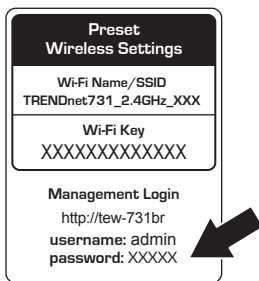 Preset
Wireless Settings
Wi-Fi Name/SSID
TRENDnet731_2.4GHz_XXX
Wi-Fi Key
XXXXXXXXXXXXX
Management Login
http://tew-731br
username: admin
password: XXXXX